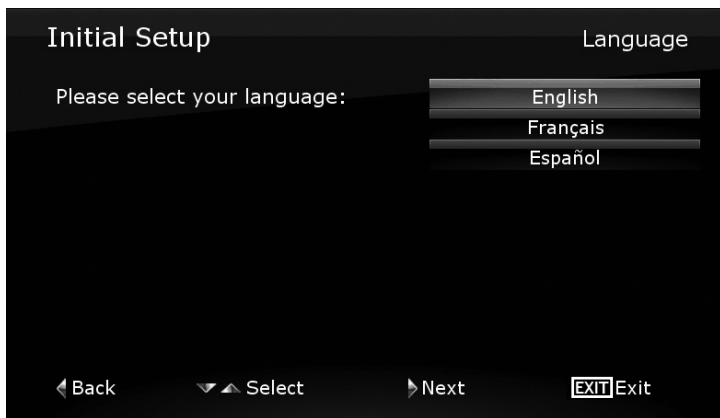 Initial Setup
Language
Please select your language:
English
Français
Español
Back Select Next EXIT Exit